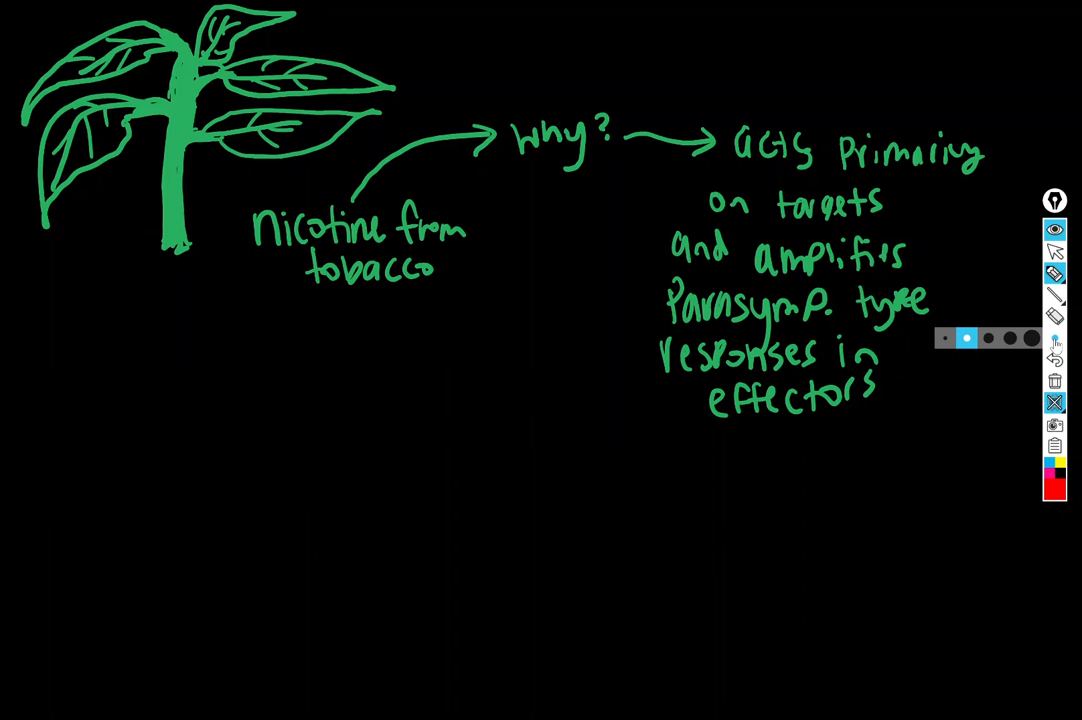 Why?
acts primarily
on targets
and amplifies
Parasymp. type
responses in
effectors
nicotine from
tobacco